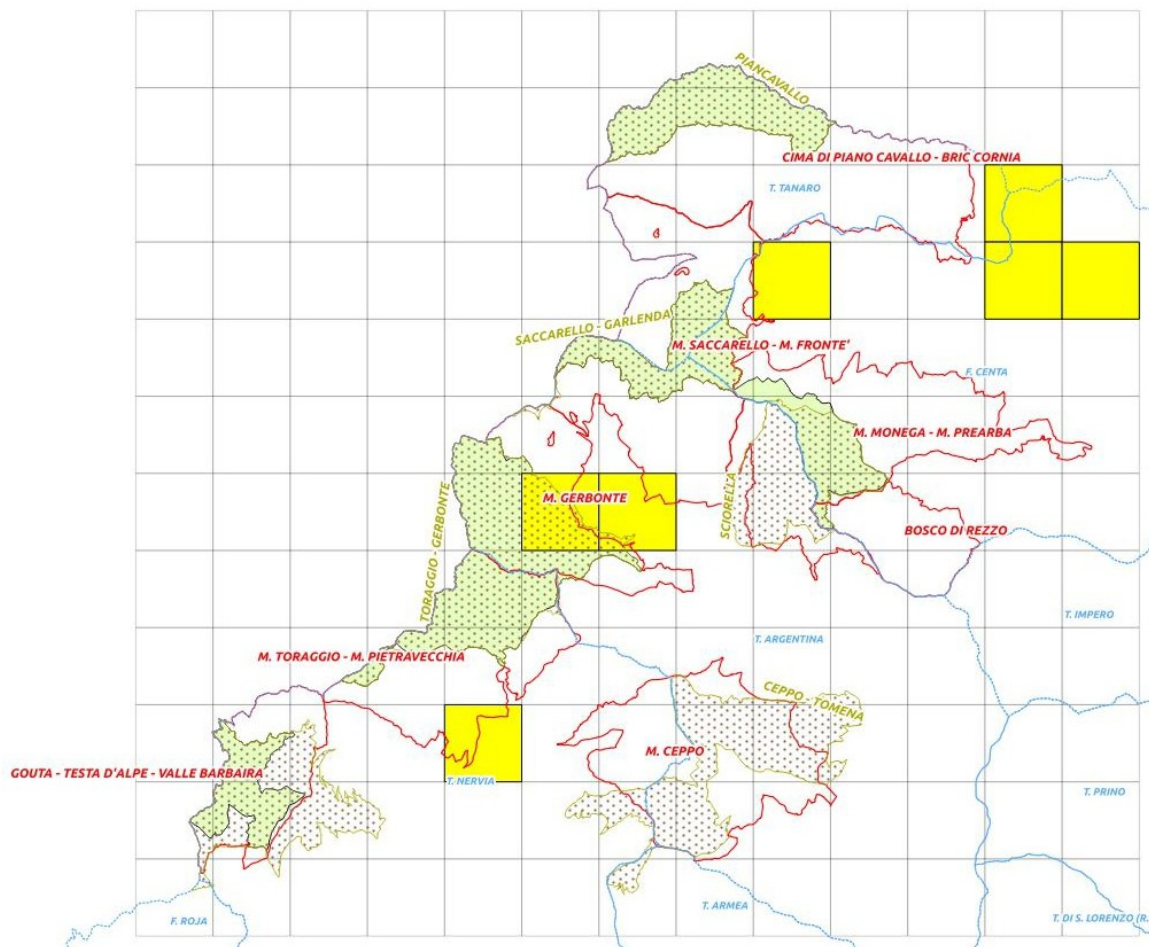 PIANCAVALLO
CIMA DI PIANO CAVALLO - BRIC CORNIA
T. TANARO
SACCARELLO - GARLENDA
M. SACCARELLO - M. FRONTE'
F. CENTA
M. MONEGA - M. PREARBA
M. GERBONTE
SCIORELLA
BOSCO DI REZZO
TORAGGIO - GERBONTE
T. IMPERO
T. ARGENTINA
M. TORAGGIO - M. PIETRAVECCHIA
CEPPO - TOMENA
M. CEPPO
GOUTA - TESTA D'ALPE - VALLE BARBAIRA
T. NERVIA
T. PRINO
T. ARMEA
F. ROJA
T. DI S. LORENZO (R.